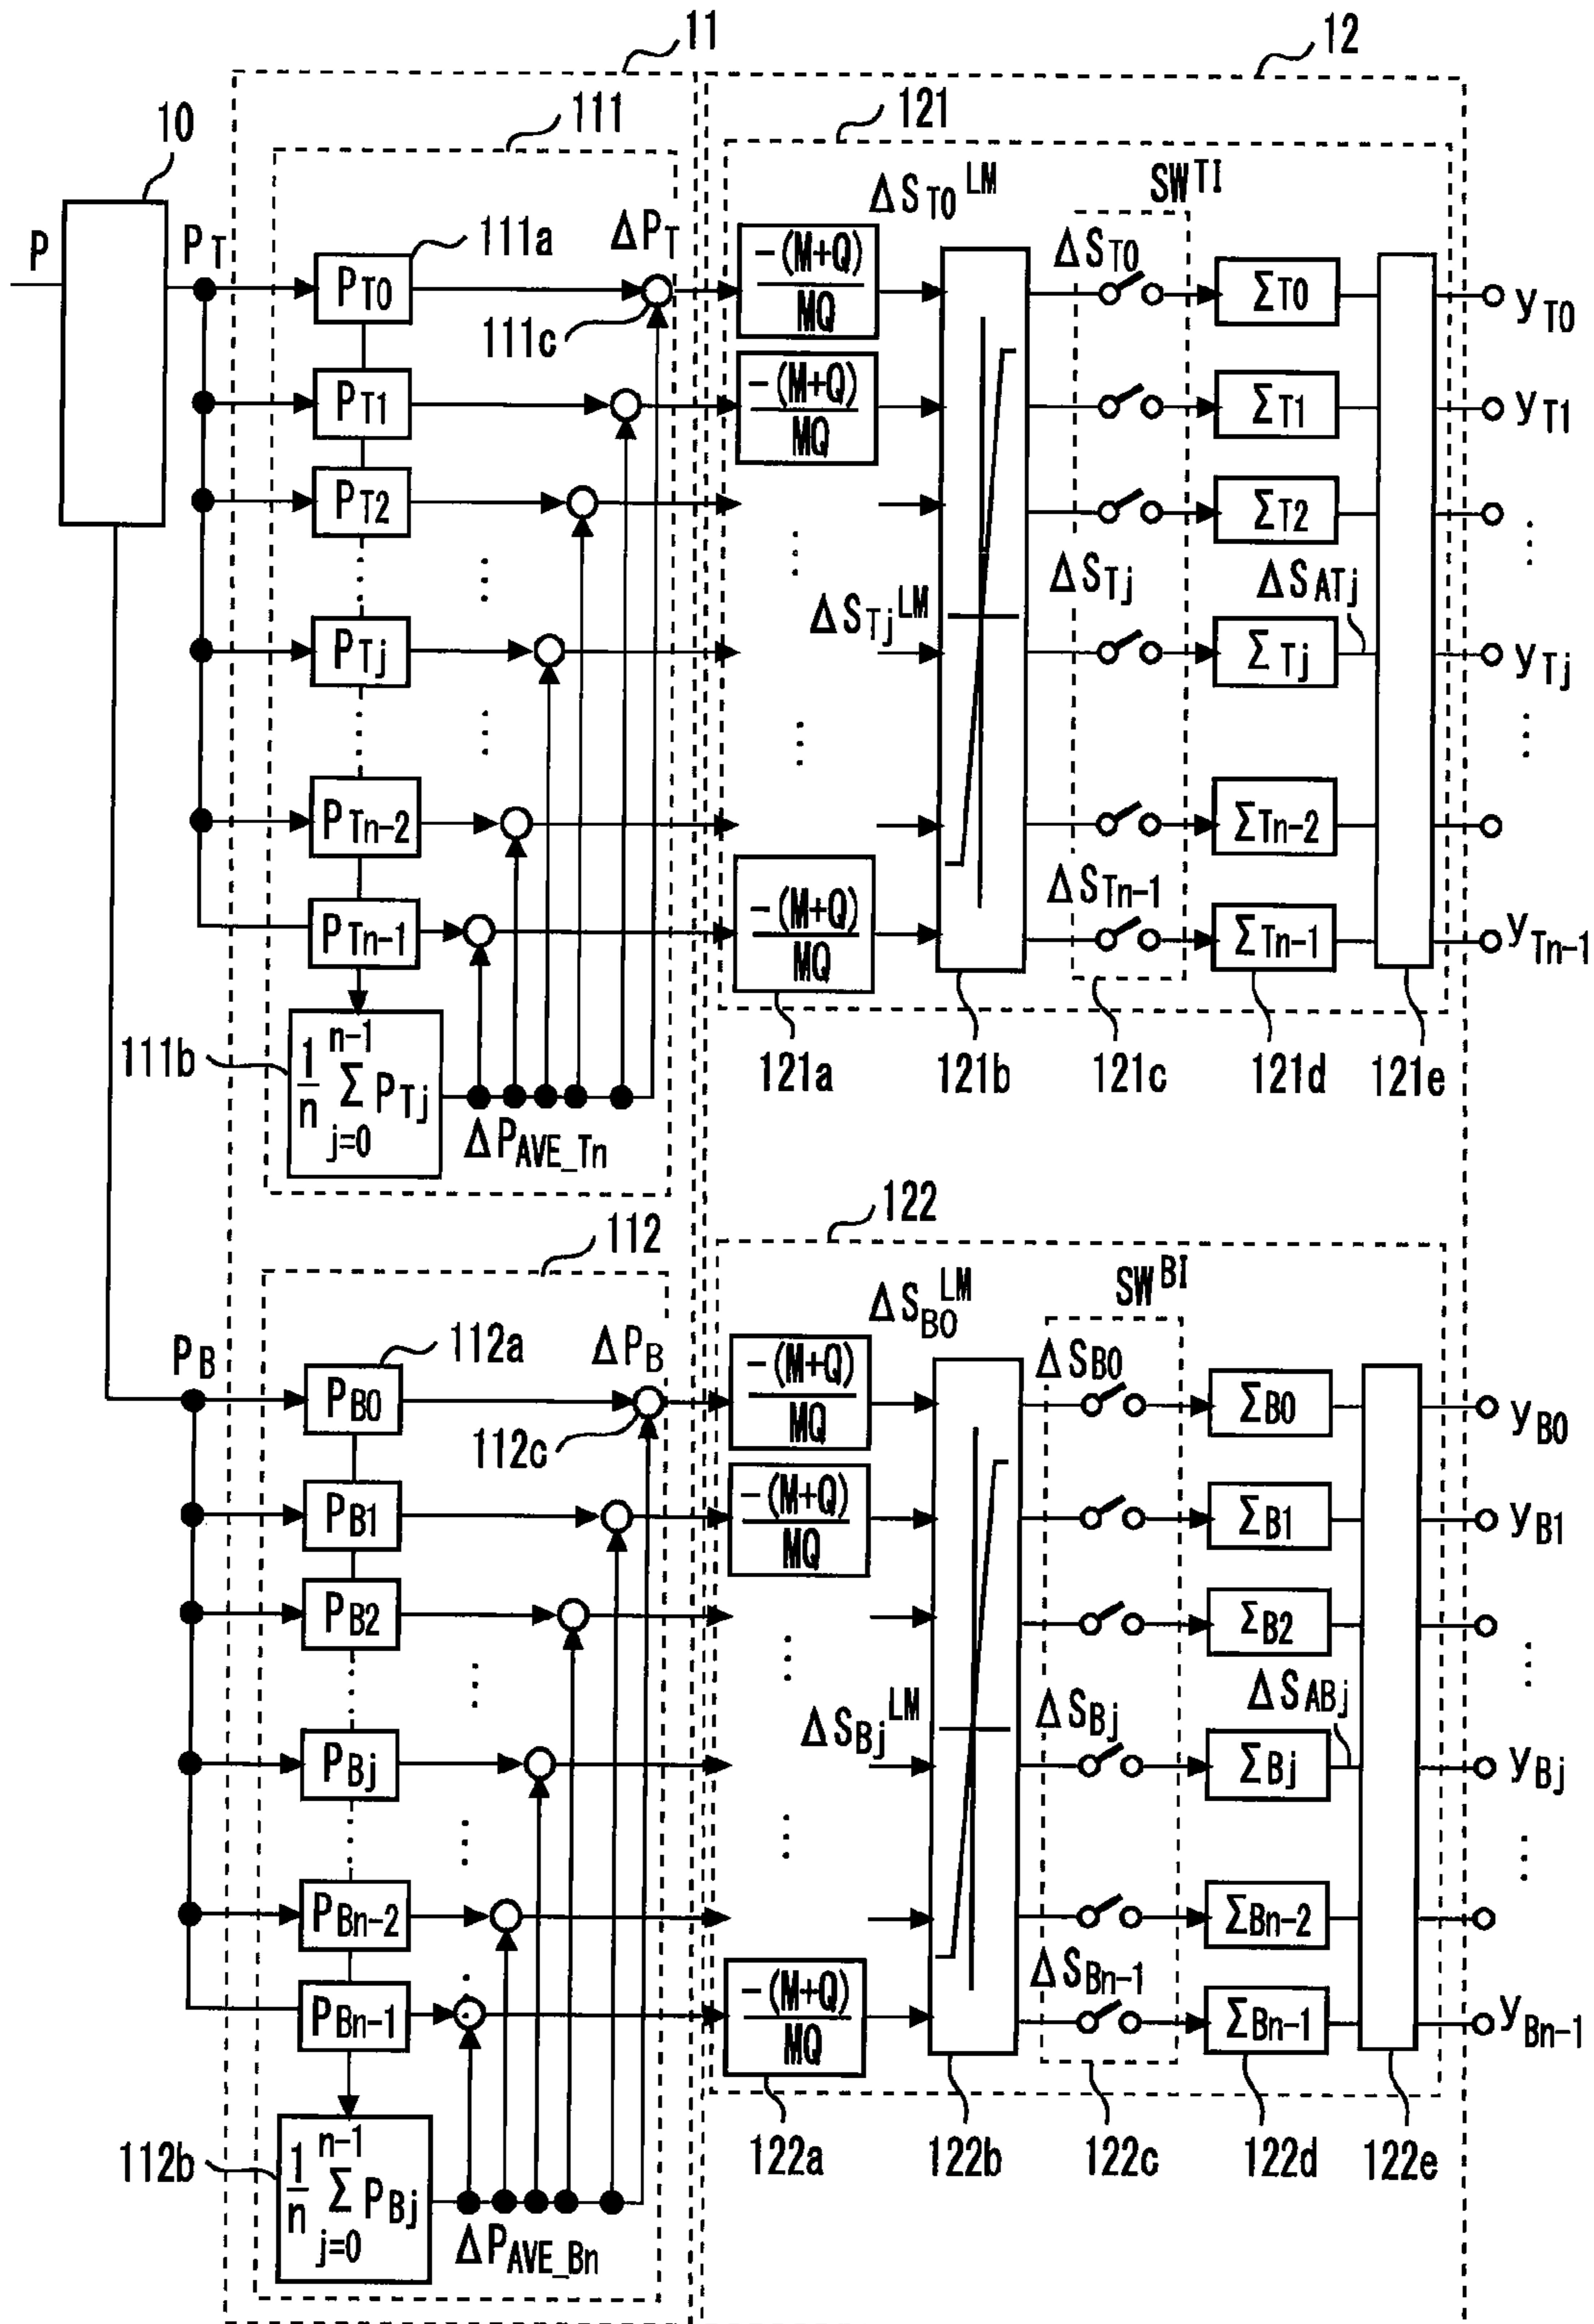 11
12
10
111
121
P
P_T
111a
ΔP_T
ΔS_T0^LM
SW^TI
P_T0
111c
-(M+Q)
MQ
ΔS_T0
Σ_T0
y_T0
P_T1
-(M+Q)
MQ
Σ_T1
y_T1
P_T2
Σ_T2
ΔS_Tj^LM
ΔS_Tj
ΔS_ATj
P_Tj
Σ_Tj
y_Tj
P_Tn-2
Σ_Tn-2
ΔS_Tn-1
P_Tn-1
-(M+Q)
MQ
Σ_Tn-1
y_Tn-1
111b
1/n Σ_{j=0}^{n-1} P_Tj
ΔP_AVE_Tn
121a
121b
121c
121d
121e
112
122
P_B
112a
ΔP_B
ΔS_B0^LM
SW^BI
P_B0
112c
-(M+Q)
MQ
ΔS_B0
Σ_B0
y_B0
P_B1
-(M+Q)
MQ
Σ_B1
y_B1
P_B2
Σ_B2
ΔS_Bj^LM
ΔS_Bj
ΔS_ABj
P_Bj
Σ_Bj
y_Bj
P_Bn-2
Σ_Bn-2
ΔS_Bn-1
P_Bn-1
-(M+Q)
MQ
Σ_Bn-1
y_Bn-1
112b
1/n Σ_{j=0}^{n-1} P_Bj
ΔP_AVE_Bn
122a
122b
122c
122d
122e